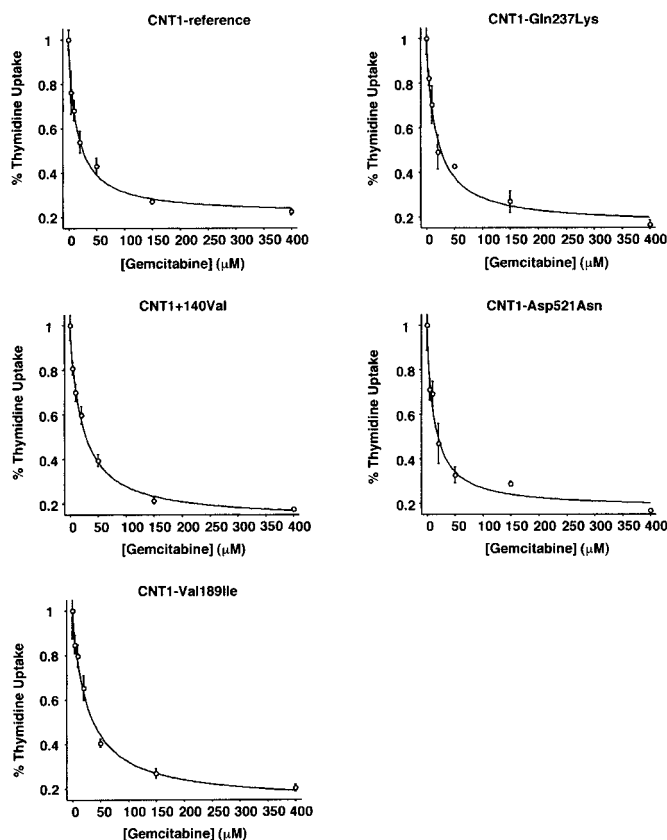 CNT1-reference
% Thymidine Uptake
1
0.8
0.6
0.4
0.2
0 50 100 150 200 250 300 350 400
[Gemcitabine] (µM)
CNT1-Gln237Lys
% Thymidine Uptake
1
0.8
0.6
0.4
0.2
0 50 100 150 200 250 300 350 400
[Gemcitabine] (µM)
CNT1+140Val
% Thymidine Uptake
1
0.8
0.6
0.4
0.2
0 50 100 150 200 250 300 350 400
[Gemcitabine] (µM)
CNT1-Asp521Asn
% Thymidine Uptake
1
0.8
0.6
0.4
0.2
0 50 100 150 200 250 300 350 400
[Gemcitabine] (µM)
CNT1-Val189Ile
% Thymidine Uptake
1
0.8
0.6
0.4
0.2
0 50 100 150 200 250 300 350 400
[Gemcitabine] (µM)